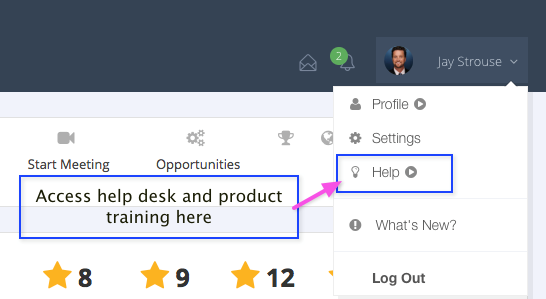 2
Jay Strouse
Profile
Settings
Help
What's New?
Log Out
Start Meeting
Opportunities
Access help desk and product
training here
8
9
12